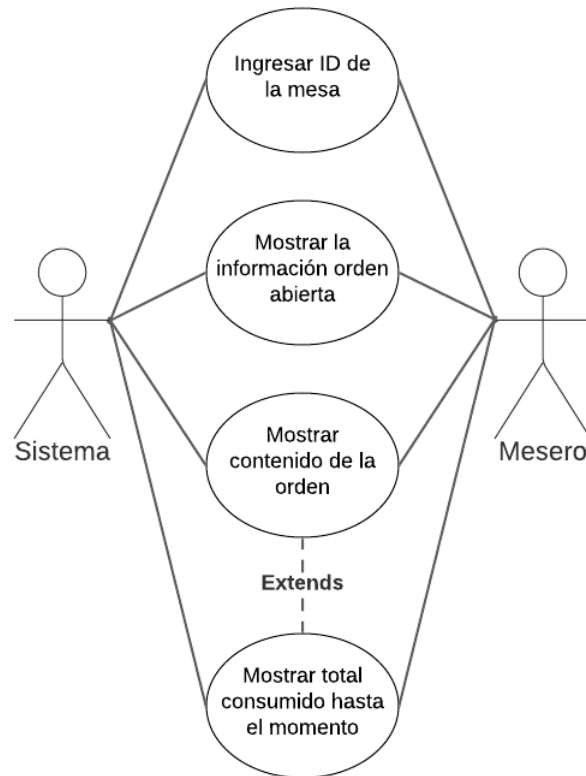 Ingresar ID de
la mesa
Mostrar la
información orden
abierta
Sistema
Mesero
Mostrar
contenido de la
orden
Extends
Mostrar total
consumido hasta
el momento